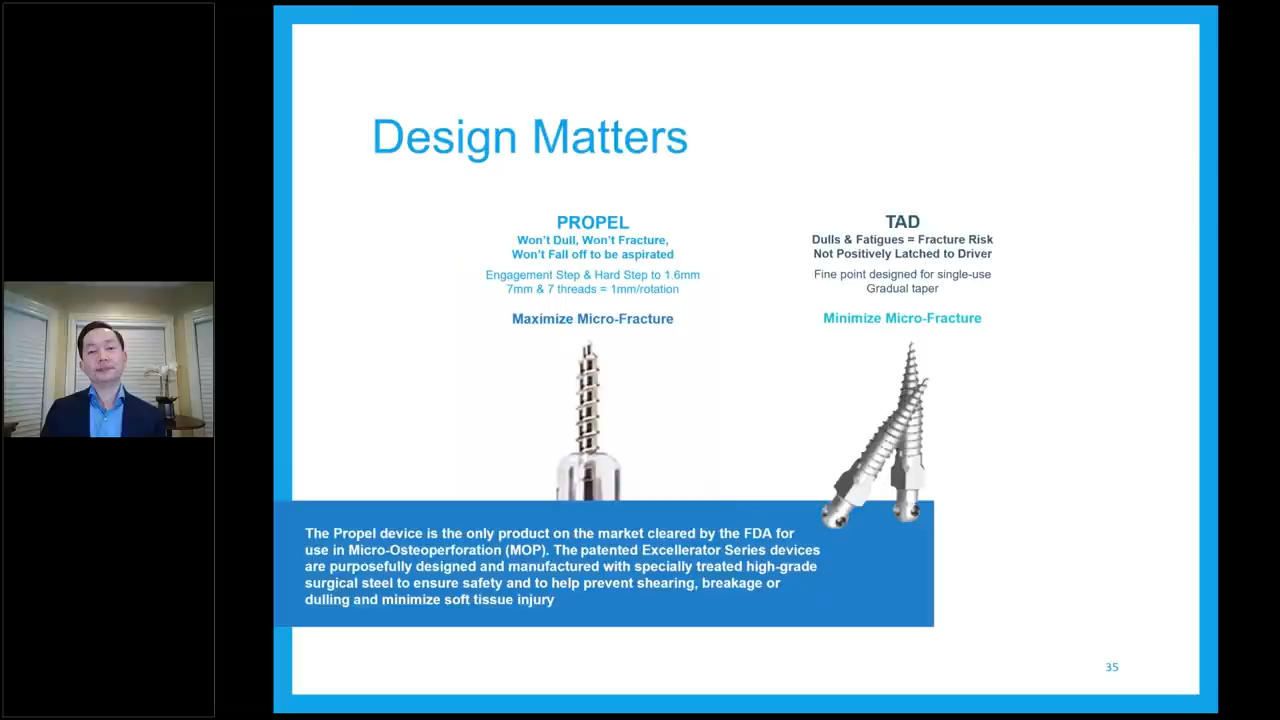 Design Matters
PROPEL
Won't Dull, Won't Fracture,
Won't Fall off to be aspirated
Engagement Step & Hard Step to 1.6mm
7mm & 7 threads = 1mm/rotation
Maximize Micro-Fracture
TAD
Dulls & Fatigues = Fracture Risk
Not Positively Latched to Driver
Fine point designed for single-use
Gradual taper
Minimize Micro-Fracture
The Propel device is the only product on the market cleared by the FDA for
use in Micro-Osteoperforation (MOP). The patented Excellerator Series devices
are purposefully designed and manufactured with specially treated high-grade
surgical steel to ensure safety and to help prevent shearing, breakage or
dulling and minimize soft tissue injury
35